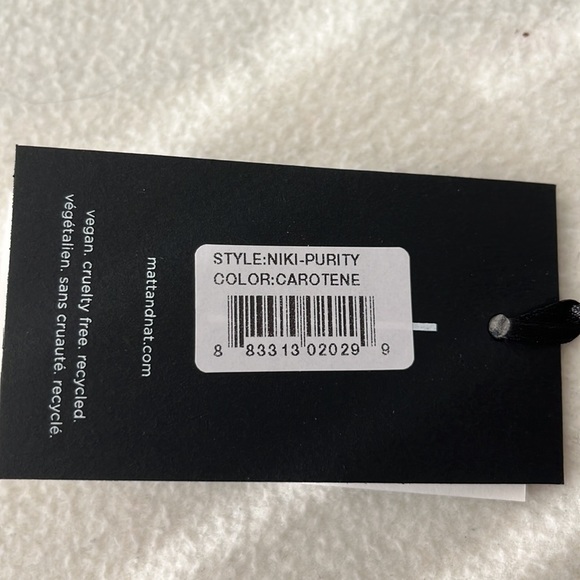 STYLE:NIKI-PURITY
COLOR:CAROTENE
8 83313 02029 9
mattandnat.com
vegan. cruelty free. recycled.
végétalien. sans cruauté. recyclé.